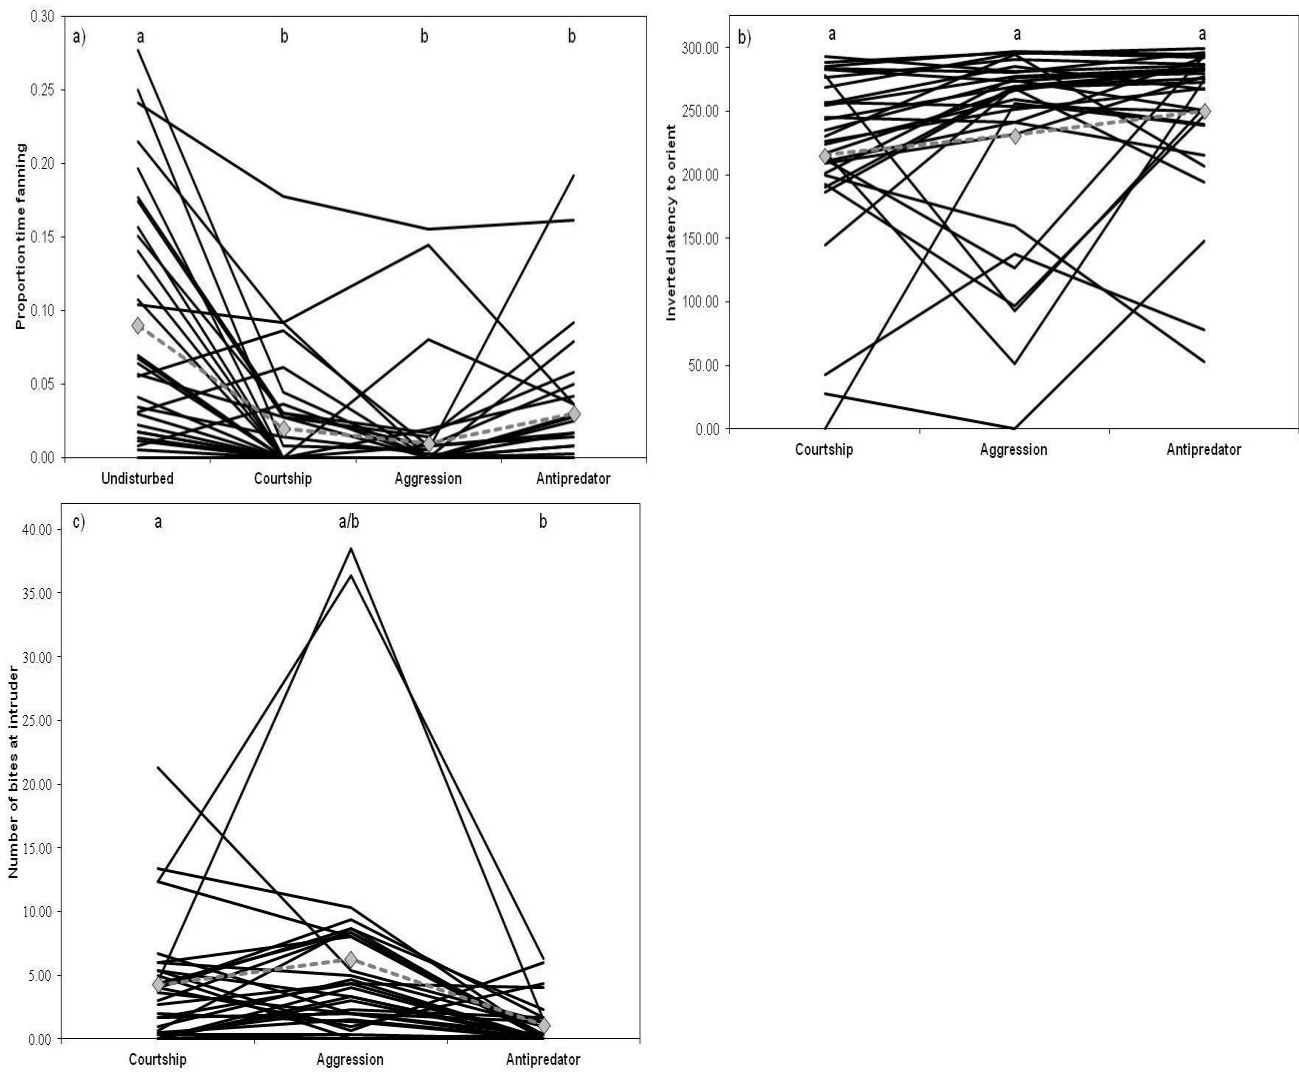 a)
a b b b
Proportion time fanning
0.30
0.25
0.20
0.15
0.10
0.05
0.00
Undisturbed Courtship Aggression Antipredator
b)
a a a
Inverted latency to orient
300.00
250.00
200.00
150.00
100.00
50.00
0.00
Courtship Aggression Antipredator
c)
a a/b b
Number of bites at intruder
40.00
35.00
30.00
25.00
20.00
15.00
10.00
5.00
0.00
Courtship Aggression Antipredator